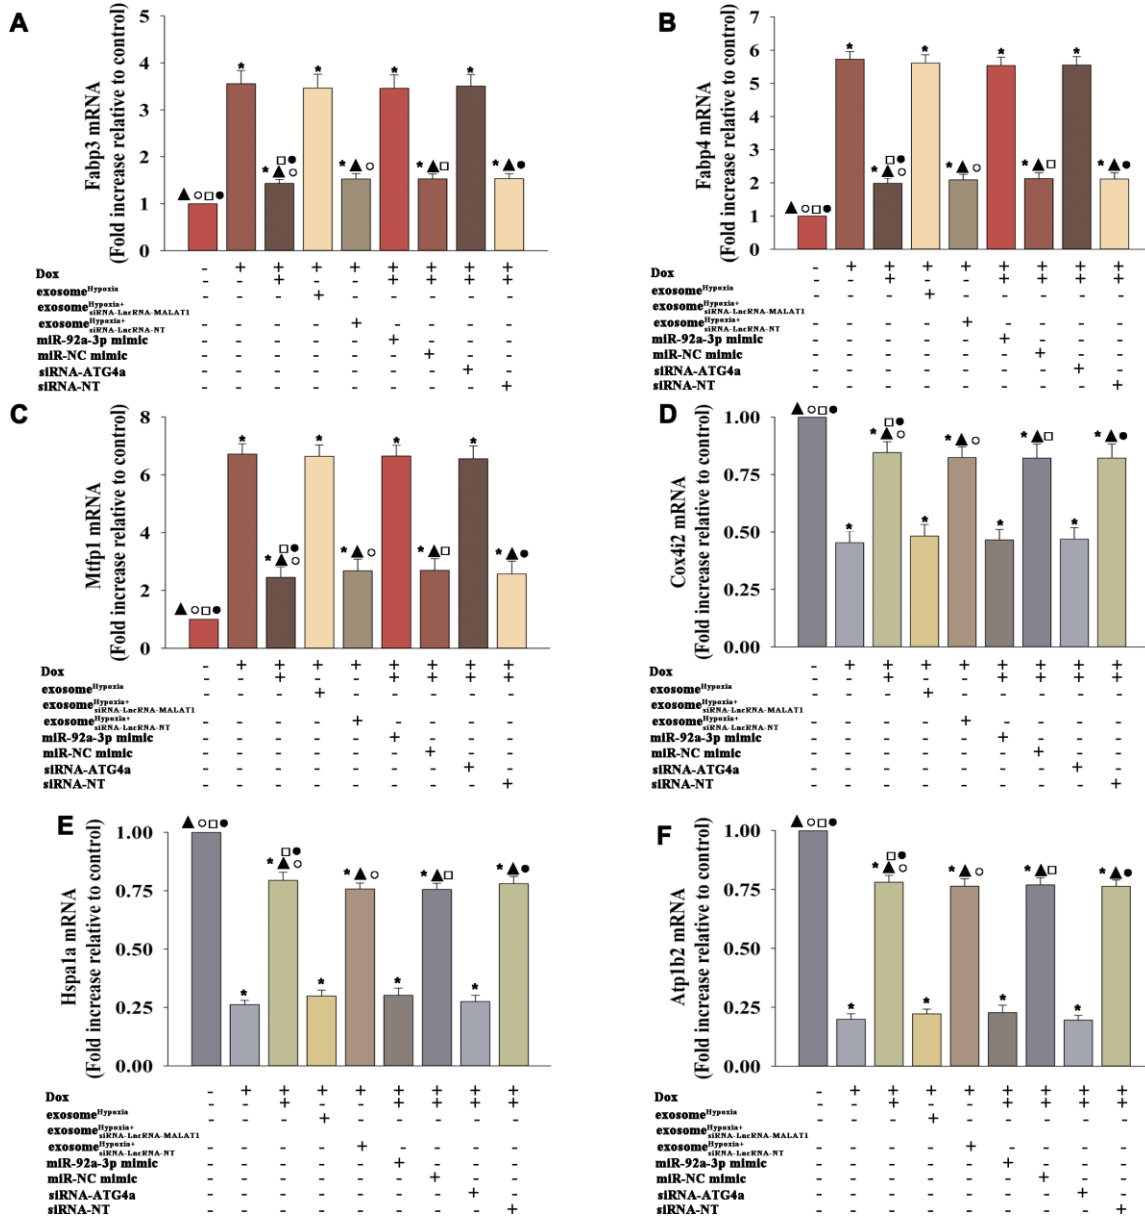 A
Fabp3 mRNA
(Fold increase relative to control)
5
4
3
2
1
0
* * * *
□●
* ▲○ * ▲○ * ▲□ * ▲●
▲○□●
Dox - + + + + + + + +
exosome^Hypoxia - - + - - + + + +
exosome^Hypoxia+ siRNA-LncRNA-MALAT1 - - - + - - - - -
exosome^Hypoxia+ siRNA-LncRNA-NT - - - - + - - - -
miR-92a-3p mimic - - - - - + - - -
miR-NC mimic - - - - - - + - -
siRNA-ATG4a - - - - - - - + -
siRNA-NT - - - - - - - - +
B
Fabp4 mRNA
(Fold increase relative to control)
7
6
5
4
3
2
1
0
* * * *
□●
* ▲○ * ▲○ * ▲□ * ▲●
▲○□●
Dox - + + + + + + + +
exosome^Hypoxia - - + - - + + + +
exosome^Hypoxia+ siRNA-LncRNA-MALAT1 - - - + - - - - -
exosome^Hypoxia+ siRNA-LncRNA-NT - - - - + - - - -
miR-92a-3p mimic - - - - - + - - -
miR-NC mimic - - - - - - + - -
siRNA-ATG4a - - - - - - - + -
siRNA-NT - - - - - - - - +
C
Mtfp1 mRNA
(Fold increase relative to control)
8
6
4
2
0
* * * *
□●
* ▲○ * ▲○ * ▲□ * ▲●
▲○□●
Dox - + + + + + + + +
exosome^Hypoxia - - + - - + + + +
exosome^Hypoxia+ siRNA-LncRNA-MALAT1 - - - + - - - - -
exosome^Hypoxia+ siRNA-LncRNA-NT - - - - + - - - -
miR-92a-3p mimic - - - - - + - - -
miR-NC mimic - - - - - - + - -
siRNA-ATG4a - - - - - - - + -
siRNA-NT - - - - - - - - +
D
Cox4i2 mRNA
(Fold increase relative to control)
1.00
0.75
0.50
0.25
0.00
▲○□●
□●
* ▲○ * ▲○ * ▲□ * ▲●
* * * *
Dox - + + + + + + + +
exosome^Hypoxia - - + - - + + + +
exosome^Hypoxia+ siRNA-LncRNA-MALAT1 - - - + - - - - -
exosome^Hypoxia+ siRNA-LncRNA-NT - - - - + - - - -
miR-92a-3p mimic - - - - - + - - -
miR-NC mimic - - - - - - + - -
siRNA-ATG4a - - - - - - - + -
siRNA-NT - - - - - - - - +
E
Hspa1a mRNA
(Fold increase relative to control)
1.00
0.75
0.50
0.25
0.00
▲○□●
□●
* ▲○ * ▲○ * ▲□ * ▲●
* * * *
Dox - + + + + + + + +
exosome^Hypoxia - - + - - + + + +
exosome^Hypoxia+ siRNA-LncRNA-MALAT1 - - - + - - - - -
exosome^Hypoxia+ siRNA-LncRNA-NT - - - - + - - - -
miR-92a-3p mimic - - - - - + - - -
miR-NC mimic - - - - - - + - -
siRNA-ATG4a - - - - - - - + -
siRNA-NT - - - - - - - - +
F
Atp1b2 mRNA
(Fold increase relative to control)
1.00
0.75
0.50
0.25
0.00
▲○□●
□●
* ▲○ * ▲○ * ▲□ * ▲●
* * * *
Dox - + + + + + + + +
exosome^Hypoxia - - + - - + + + +
exosome^Hypoxia+ siRNA-LncRNA-MALAT1 - - - + - - - - -
exosome^Hypoxia+ siRNA-LncRNA-NT - - - - + - - - -
miR-92a-3p mimic - - - - - + - - -
miR-NC mimic - - - - - - + - -
siRNA-ATG4a - - - - - - - + -
siRNA-NT - - - - - - - - +